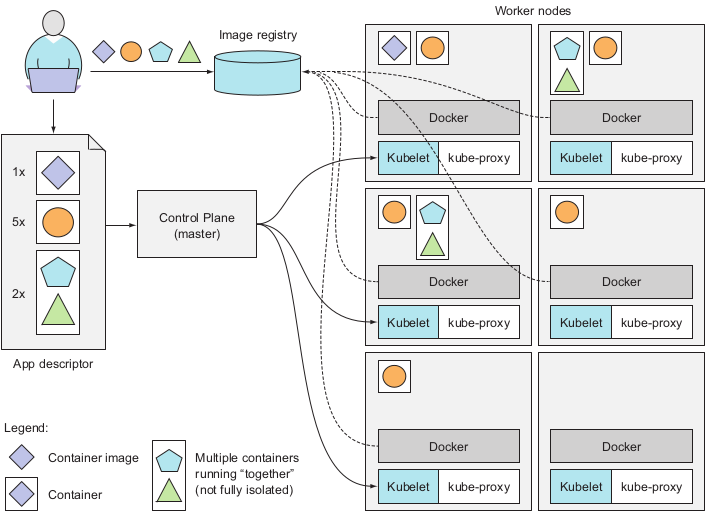 Worker nodes
Image registry
Docker
Kubelet
kube-proxy
Docker
Kubelet
kube-proxy
1x
5x
2x
App descriptor
Control Plane
(master)
Docker
Kubelet
kube-proxy
Docker
Kubelet
kube-proxy
Docker
Kubelet
kube-proxy
Docker
Kubelet
kube-proxy
Legend:
Container image
Container
Multiple containers
running “together”
(not fully isolated)